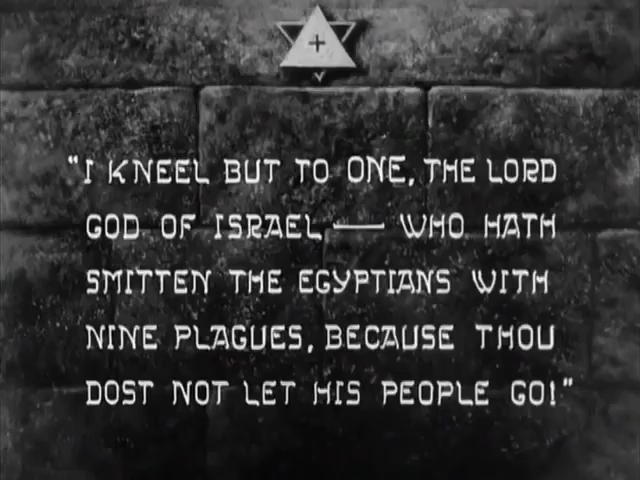 "I KNEEL BUT TO ONE, THE LORD
GOD OF ISRAEL — WHO HATH
SMITTEN THE EGYPTIANS WITH
NINE PLAGUES, BECAUSE THOU
DOST NOT LET HIS PEOPLE GO!"